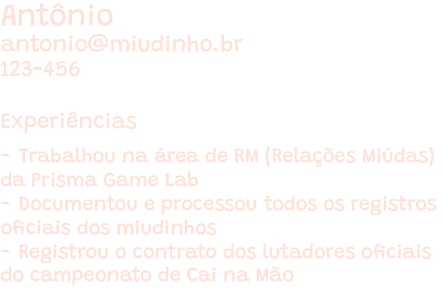 Antônio
antonio@miudinho.br
123-456
Experiências
- Trabalhou na área de RM (Relações Miúdas)
da Prisma Game Lab
- Documentou e processou todos os registros
oficiais dos miudinhos
- Registrou o contrato dos lutadores oficiais
do campeonato de Cai na Mão